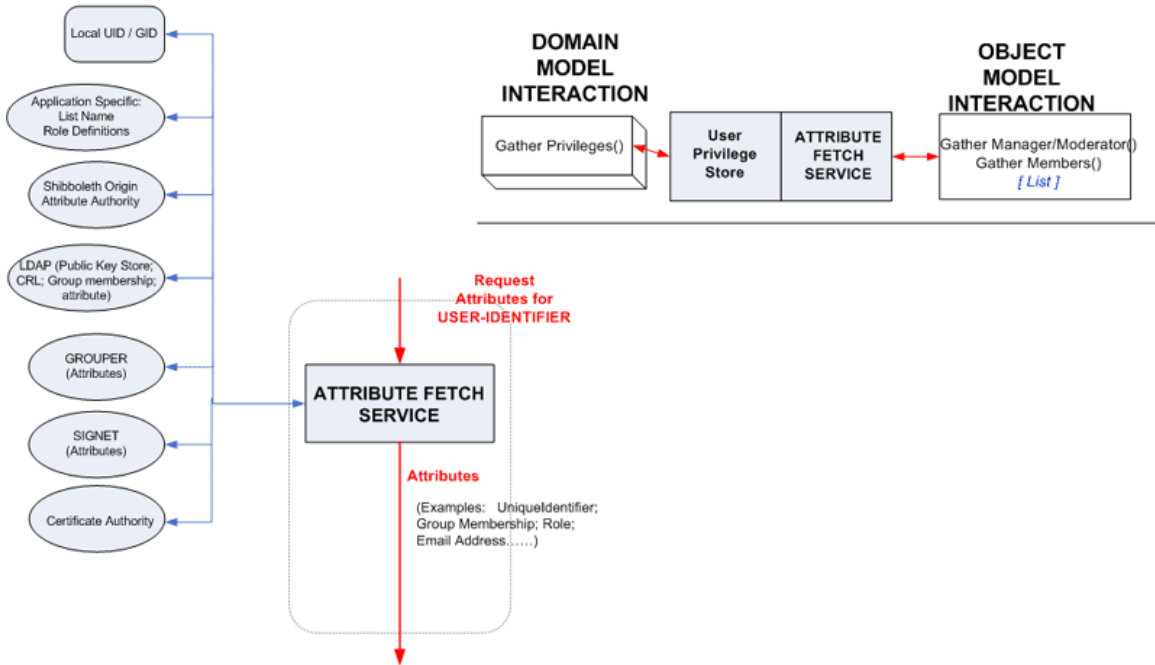 Local UID / GID
Application Specific:
List Name
Role Definitions
Shibboleth Origin
Attribute Authority
LDAP (Public Key Store;
CRL; Group membership;
attribute)
GROUPER
(Attributes)
SIGNET
(Attributes)
Certificate Authority
DOMAIN
MODEL
INTERACTION
Gather Privileges()
User
Privilege
Store
ATTRIBUTE
FETCH
SERVICE
OBJECT
MODEL
INTERACTION
Gather Manager/Moderator()
Gather Members()
[ List ]
Request
Attributes for
USER-IDENTIFIER
ATTRIBUTE FETCH
SERVICE
Attributes
(Examples: UniqueIdentifier;
Group Membership; Role;
Email Address......)